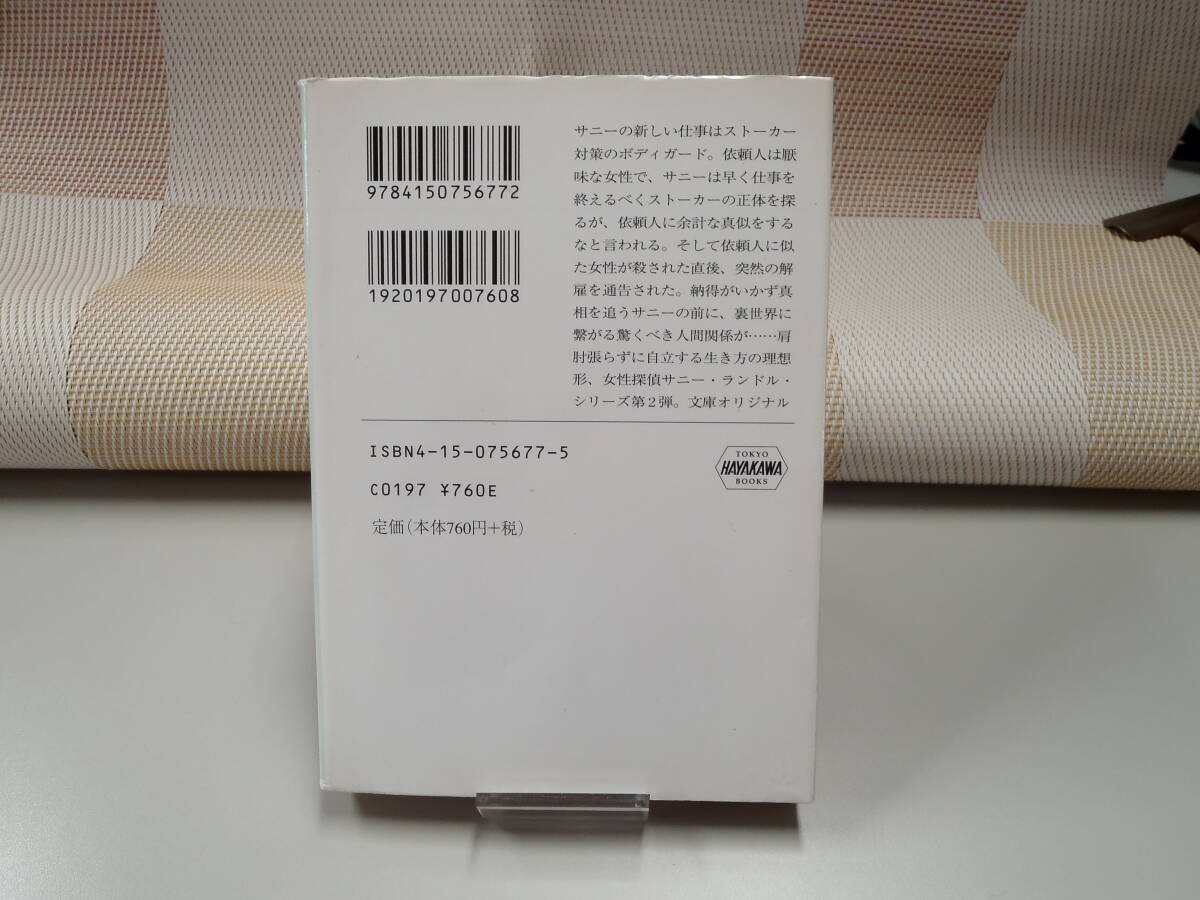 9784150756772
1920197007608
サニーの新しい仕事はストーカー
対策のボディガード。依頼人は厭
味な女性で、サニーは早く仕事を
終えるべくストーカーの正体を探
るが、依頼人に余計な真似をする
なと言われる。そして依頼人に似
た女性が殺された直後、突然の解
雇を通告された。納得がいかず真
相を追うサニーの前に、裏世界に
繋がる驚くべき人間関係が……肩
肘張らずに自立する生き方の理想
形、女性探偵サニー・ランドル・
シリーズ第2弾。文庫オリジナル
ISBN4-15-075677-5
C0197 ¥760E
定価(本体760円+税)
TOKYO
HAYAKAWA
BOOKS